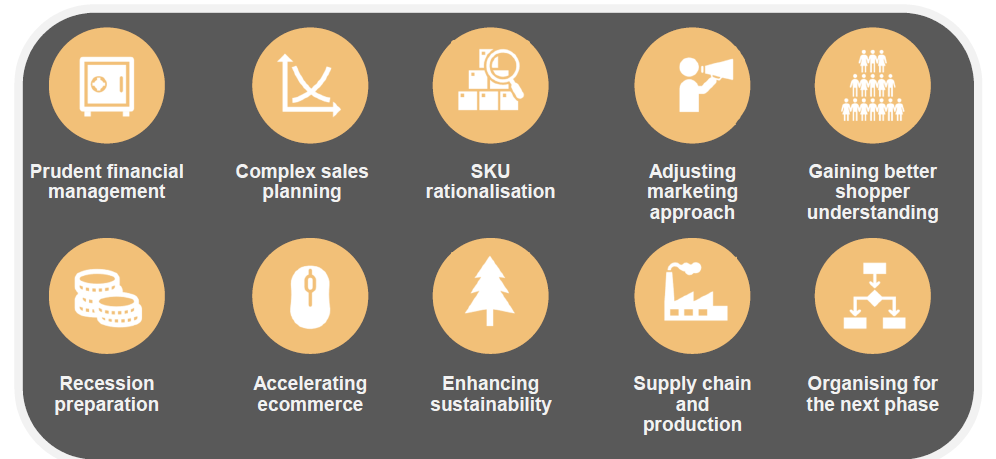 Prudent financial
management
Complex sales
planning
SKU
rationalisation
Adjusting
marketing
approach
Gaining better
shopper
understanding
Recession
preparation
Accelerating
ecommerce
Enhancing
sustainability
Supply chain
and
production
Organising for
the next phase